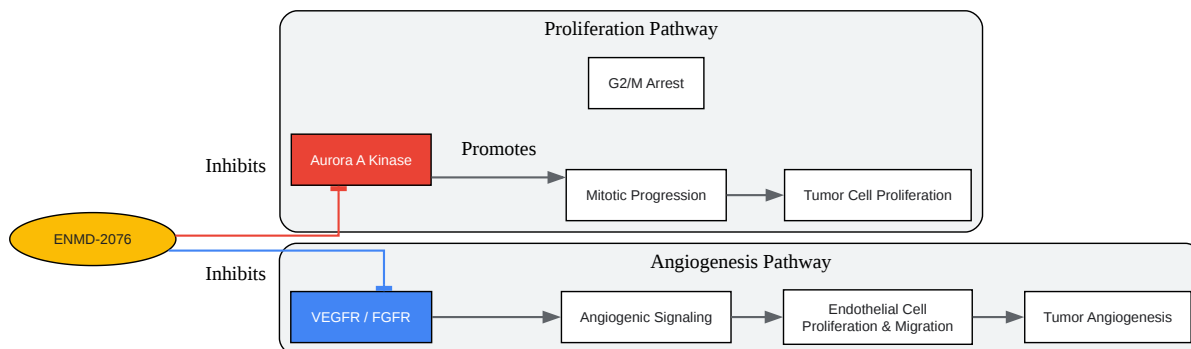 Proliferation Pathway
G2/M Arrest
Inhibits
Aurora A Kinase
Promotes
Mitotic Progression
Tumor Cell Proliferation
ENMD-2076
Inhibits
Angiogenesis Pathway
VEGFR / FGFR
Angiogenic Signaling
Endothelial Cell
Proliferation & Migration
Tumor Angiogenesis